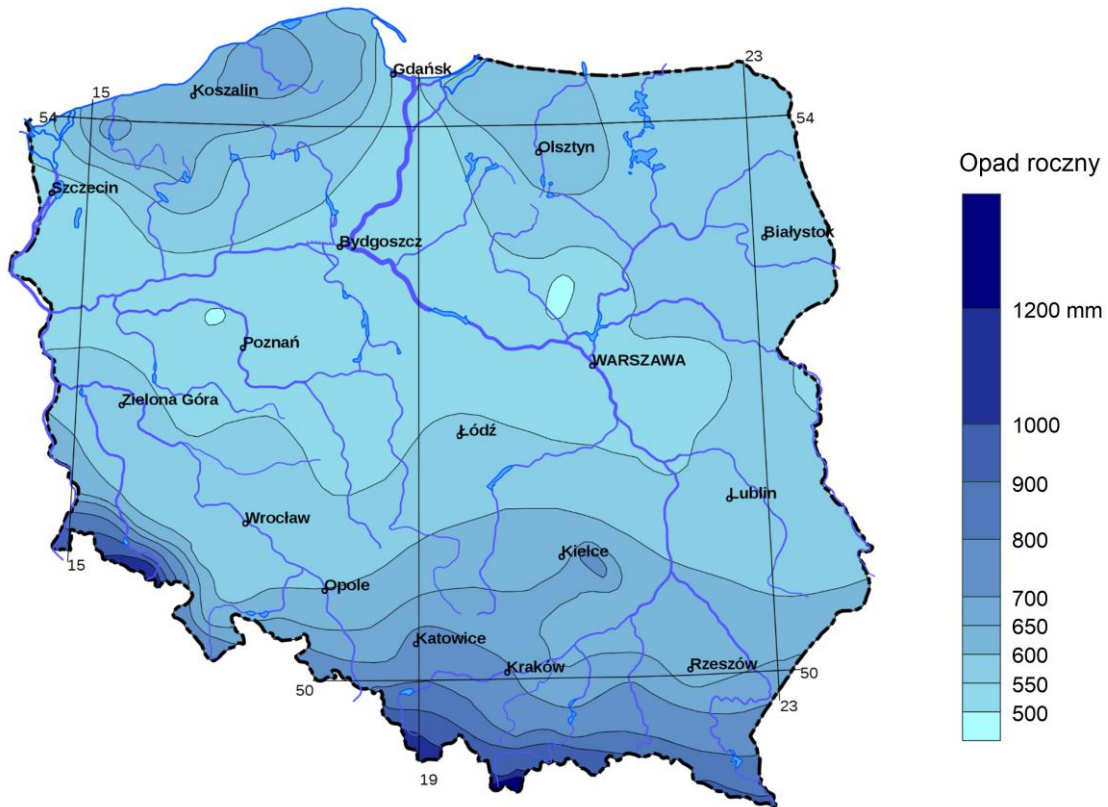 Gdańsk
23
15
Koszalin
54
54
Olsztyn
Opad roczny
Szczecin
Białystok
Bydgoszcz
1200 mm
Poznań
WARSZAWA
Zielona Góra
Łódź
1000
900
Lublin
Wrocław
800
Kielce
15
Opole
700
650
Katowice
600
Kraków
Rzeszów
50
50
550
23
500
19